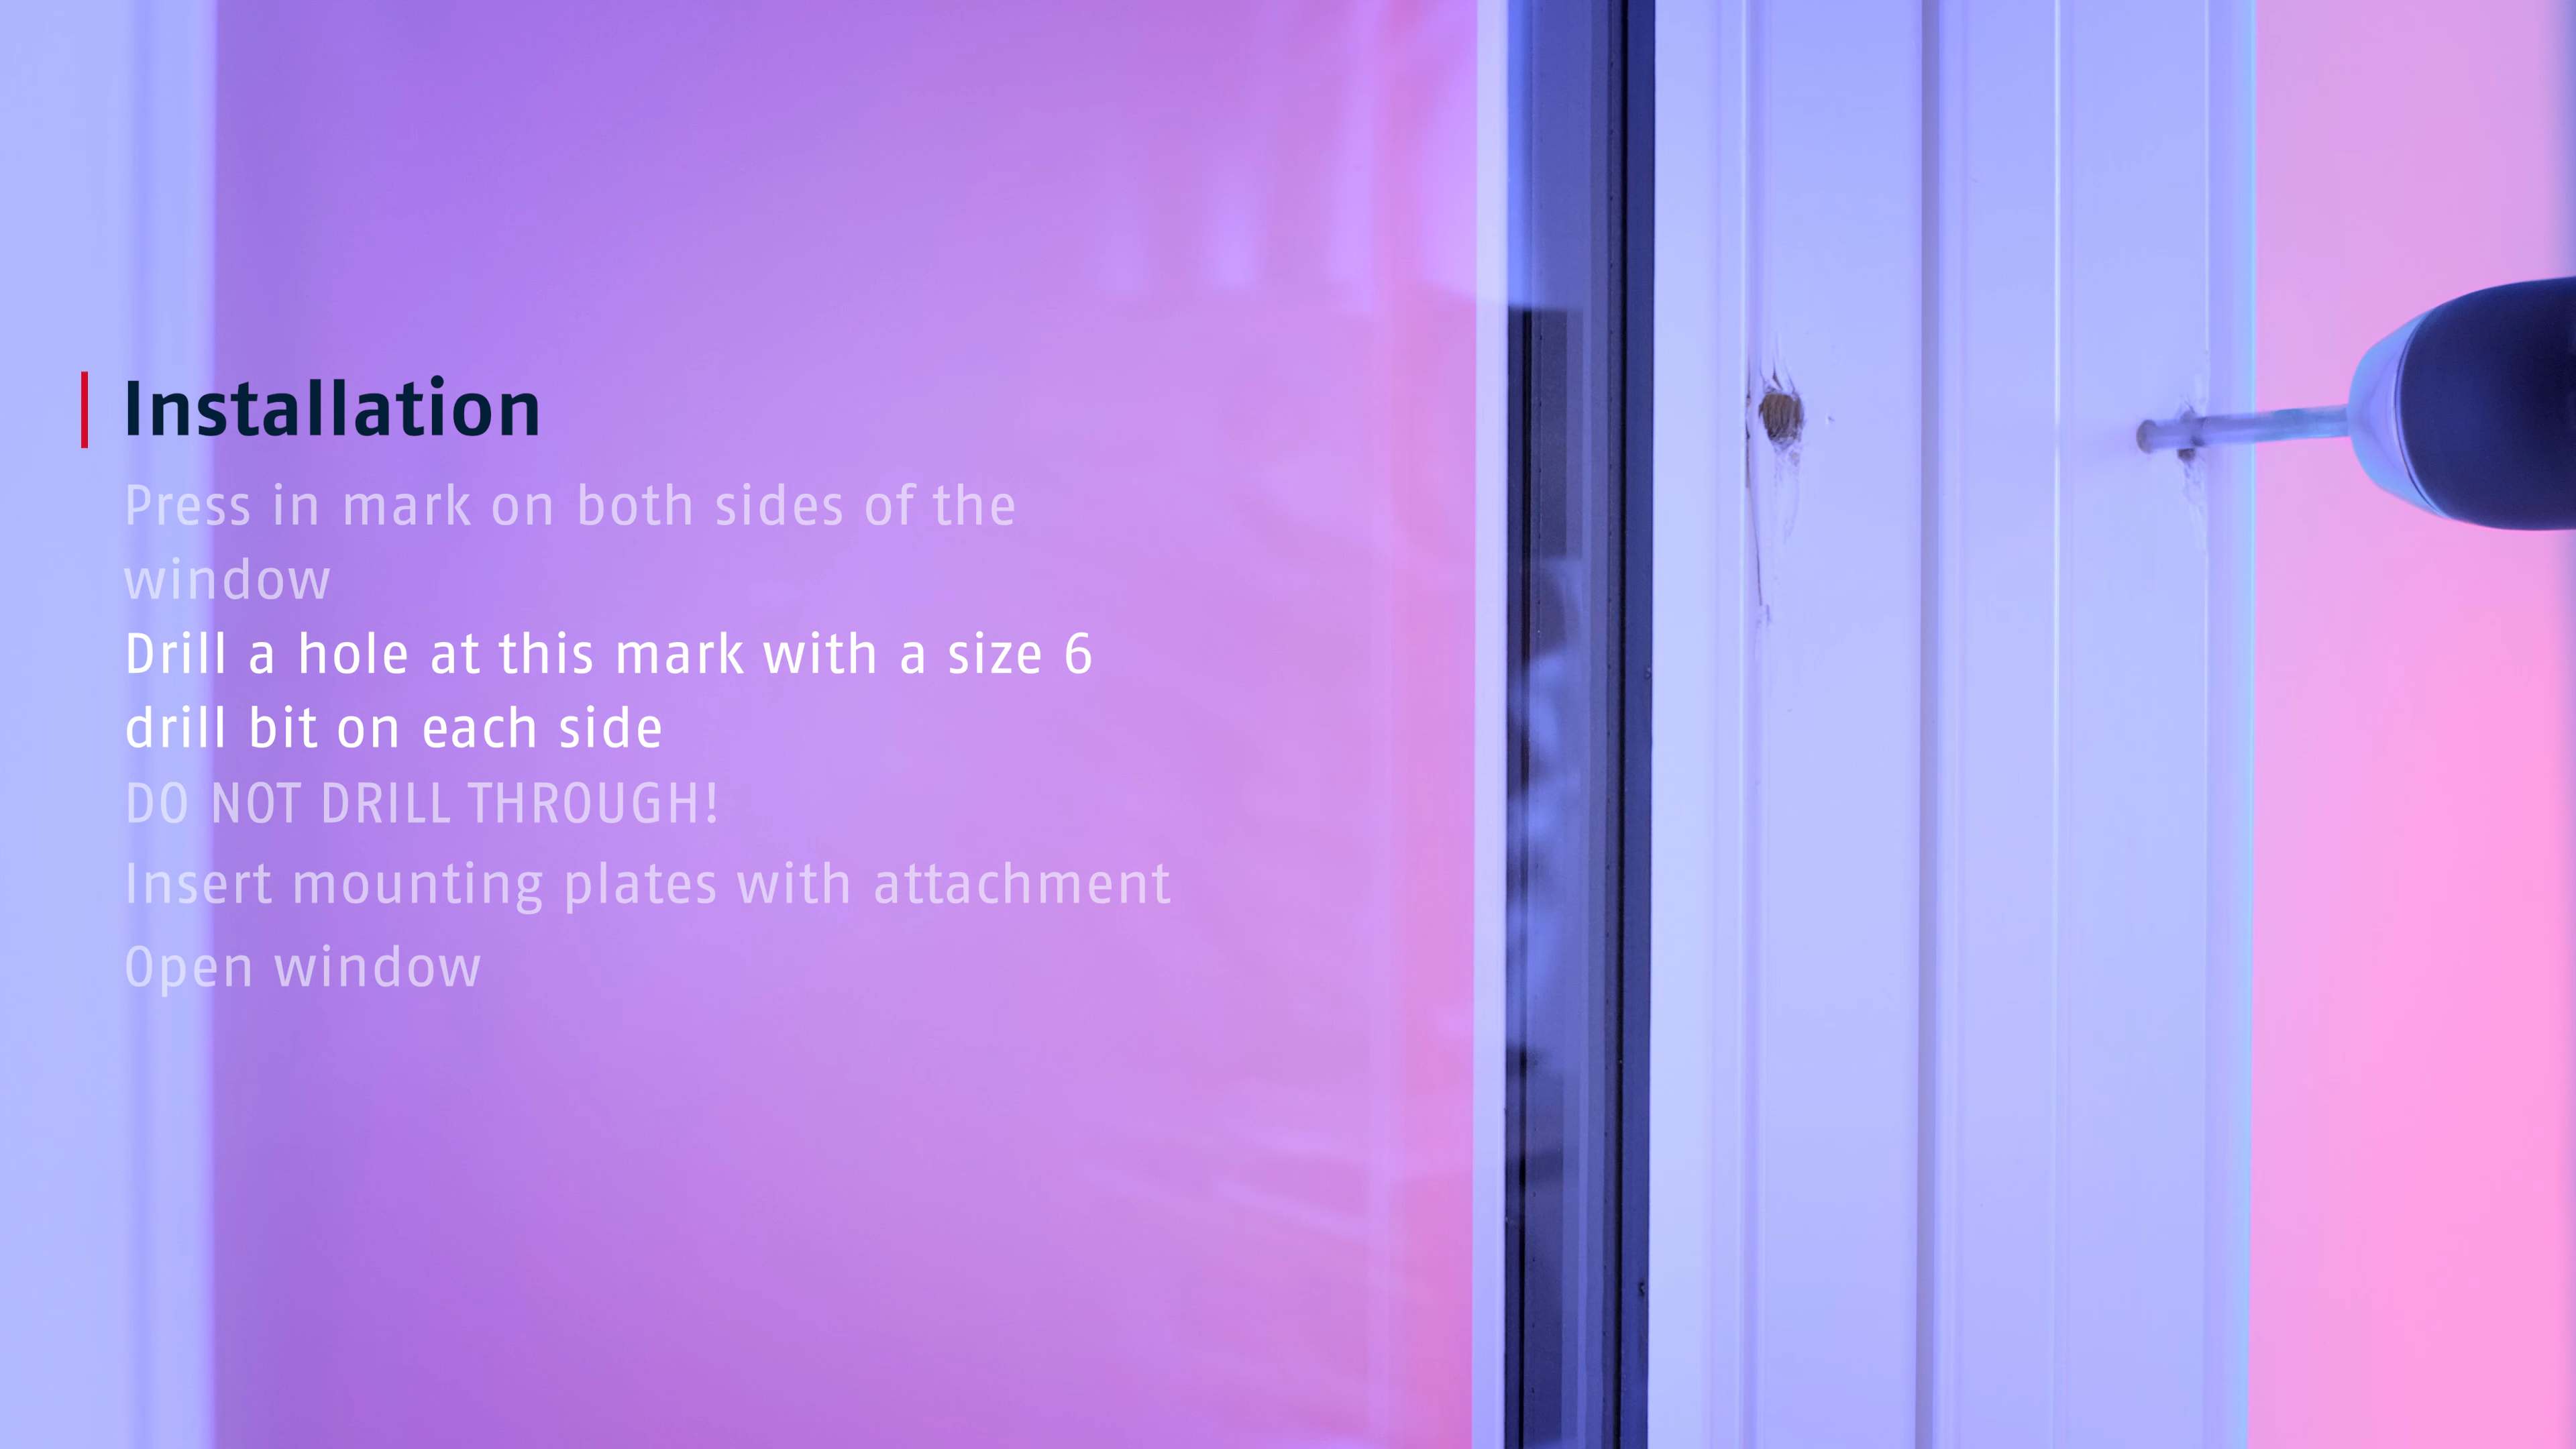 Installation
Press in mark on both sides of the
window
Drill a hole at this mark with a size 6
drill bit on each side
DO NOT DRILL THROUGH!
Insert mounting plates with attachment
Open window